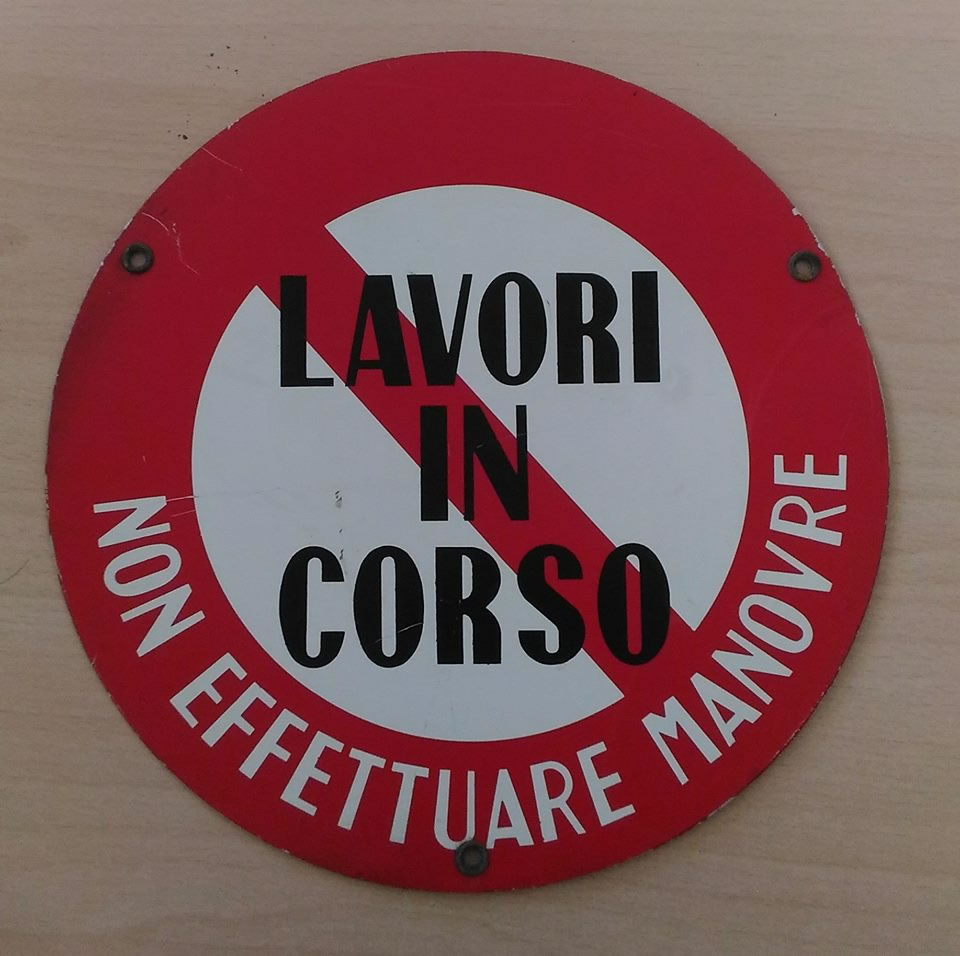 LAVORI
IN
CORSO
NON EFFETTUARE MANOVRE